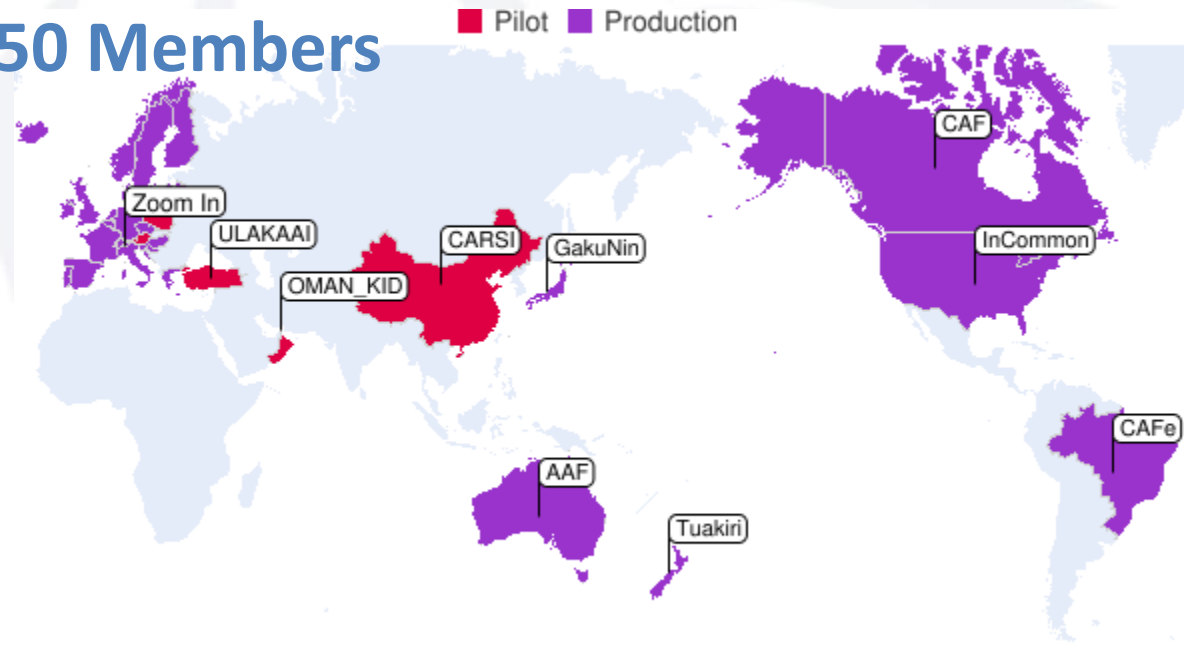 50 Members
Pilot Production
CAF
Zoom In
ULAKAAI
CARSI
GakuNin
InCommon
OMAN_KID
CAFe
AAF
Tuakiri